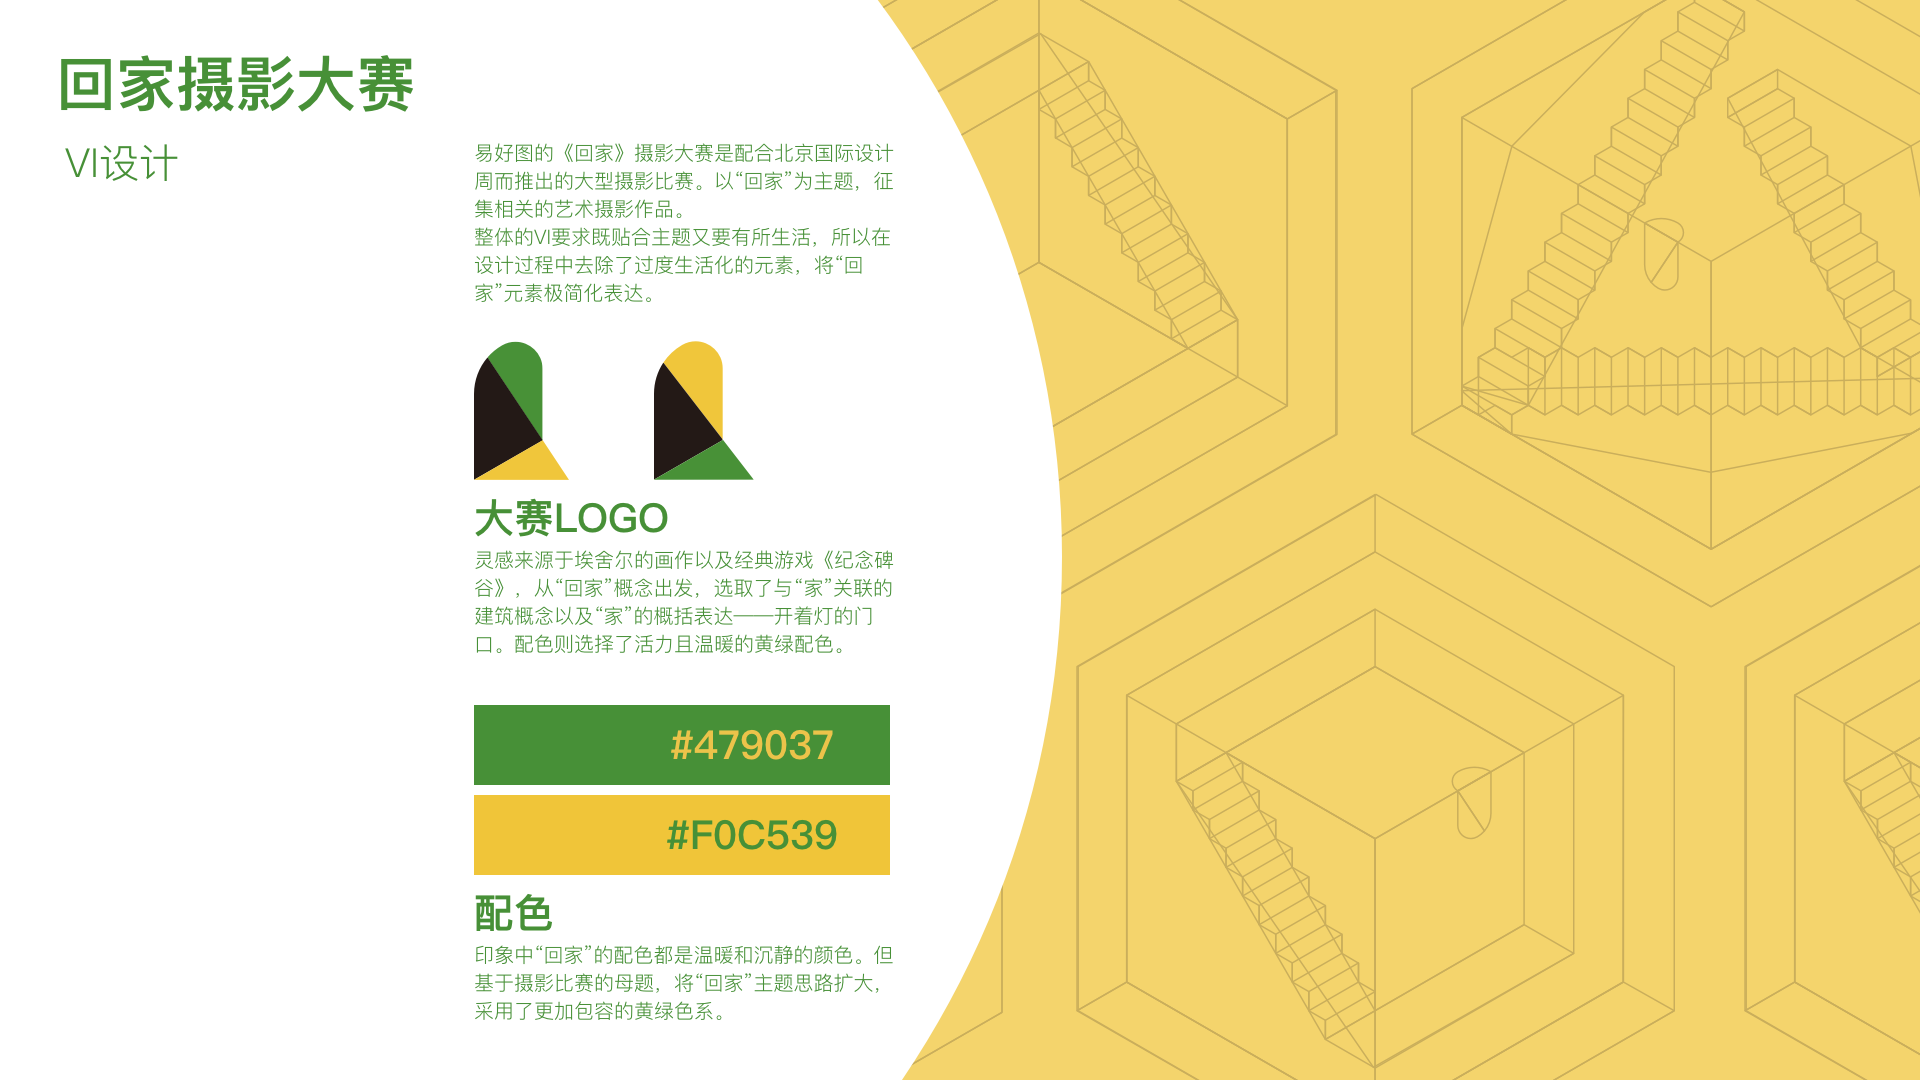 回家摄影大赛
VI设计
易好图的《回家》摄影大赛是配合北京国际设计
周而推出的大型摄影比赛。以“回家”为主题，征
集相关的艺术摄影作品。
整体的VI要求既贴合主题又要有所生活，所以在
设计过程中去除了过度生活化的元素，将“回
家”元素极简化表达。
大赛LOGO
灵感来源于埃舍尔的画作以及经典游戏《纪念碑
谷》，从“回家”概念出发，选取了与“家”关联的
建筑概念以及“家”的概括表达——开着灯的门
口。配色则选择了活力且温暖的黄绿配色。
#479037
#F0C539
配色
印象中“回家”的配色都是温暖和沉静的颜色。但
基于摄影比赛的母题，将“回家”主题思路扩大，
采用了更加包容的黄绿色系。